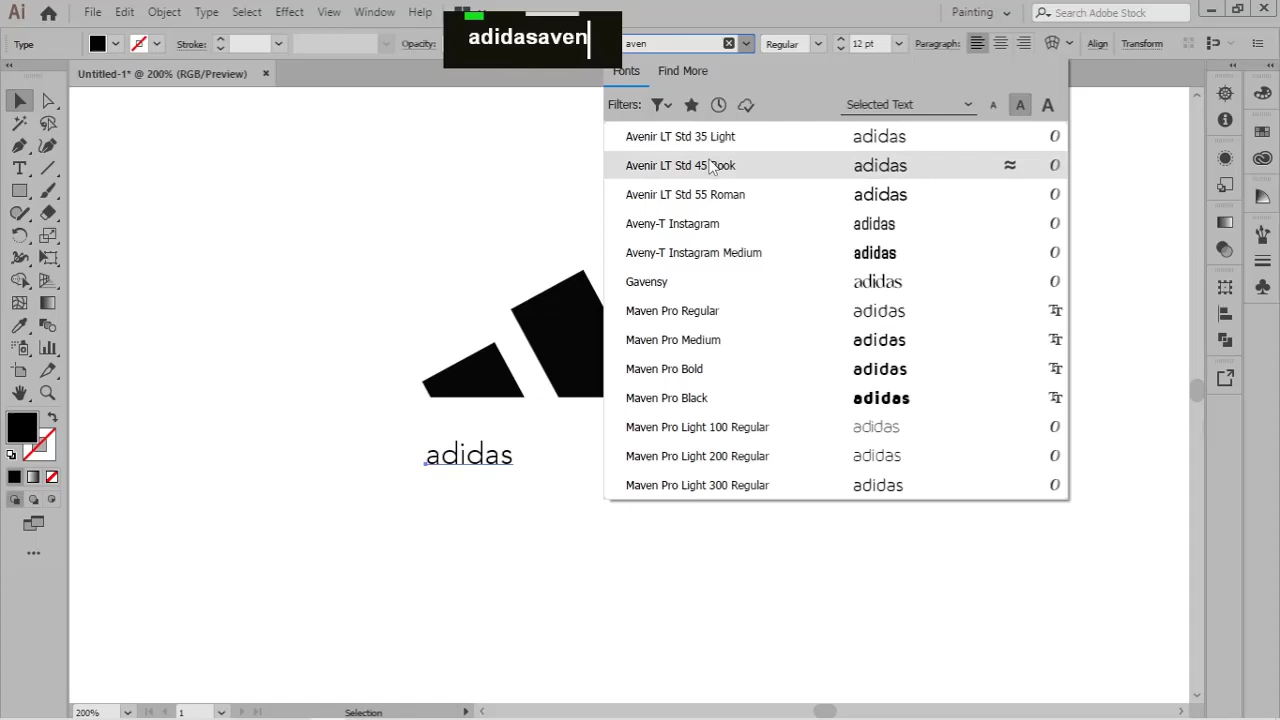 Ai File Edit Object Type Select Effect View Window Help Painting Search Adobe Stock
adidasaven
Type Stroke: Opacity: aven Regular 12 pt Paragraph: Align Transform
Untitled-1* @ 200% (RGB/Preview) ×
Fonts Find More
Filters: Selected Text A A A
Avenir LT Std 35 Light adidas O
Avenir LT Std 45 Book adidas ≈ O
Avenir LT Std 55 Roman adidas O
Aveny-T Instagram adidas O
Aveny-T Instagram Medium adidas O
Gavensy adidas O
Maven Pro Regular adidas TT
Maven Pro Medium adidas TT
Maven Pro Bold adidas TT
Maven Pro Black adidas TT
Maven Pro Light 100 Regular adidas O
Maven Pro Light 200 Regular adidas O
Maven Pro Light 300 Regular adidas O
adidas
200% 1 Selection